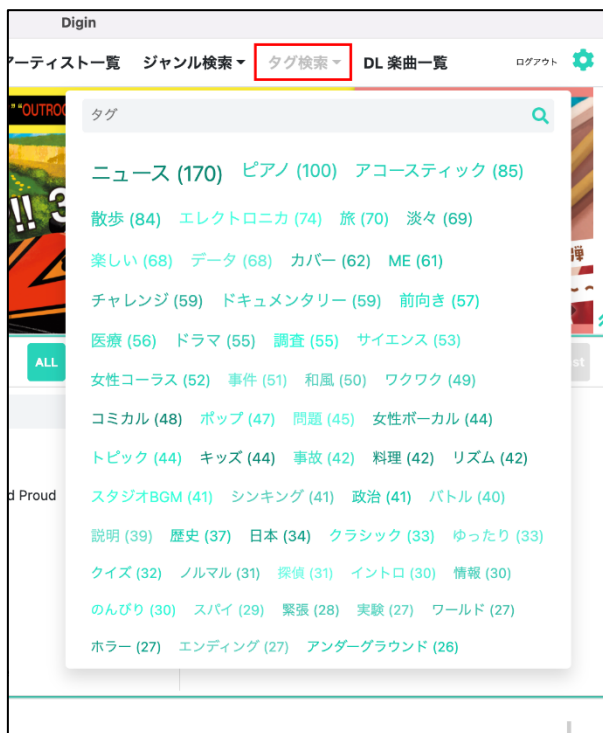 Digin
アーティスト一覧 ジャンル検索 タグ検索 DL 楽曲一覧 ログアウト
"OUTRO
タグ
ニュース (170) ピアノ (100) アコースティック (85)
散歩 (84) エレクトロニカ (74) 旅 (70) 淡々 (69)
!! 3
弾
楽しい (68) データ (68) カバー (62) ME (61)
チャレンジ (59) ドキュメンタリー (59) 前向き (57)
医療 (56) ドラマ (55) 調査 (55) サイエンス (53)
ALL
st
女性コーラス (52) 事件 (51) 和風 (50) ワクワク (49)
コミカル (48) ポップ (47) 問題 (45) 女性ボーカル (44)
トピック (44) キッズ (44) 事故 (42) 料理 (42) リズム (42)
d Proud
スタジオBGM (41) シンキング (41) 政治 (41) バトル (40)
説明 (39) 歴史 (37) 日本 (34) クラシック (33) ゆったり (33)
クイズ (32) ノルマル (31) 探偵 (31) イントロ (30) 情報 (30)
のんびり (30) スパイ (29) 緊張 (28) 実験 (27) ワールド (27)
ホラー (27) エンディング (27) アンダーグラウンド (26)